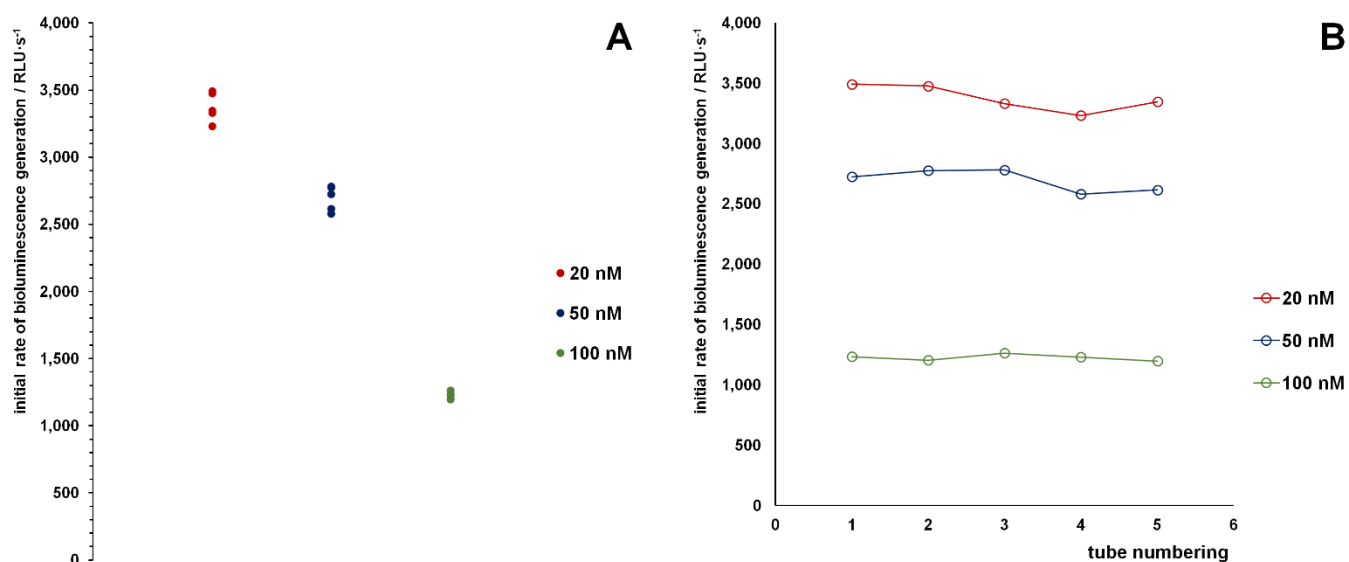 A
initial rate of bioluminescence generation / RLU·s⁻¹
4,000
3,500
3,000
2,500
2,000
1,500
1,000
500
0
20 nM
50 nM
100 nM
B
initial rate of bioluminescence generation / RLU·s⁻¹
4,000
3,500
3,000
2,500
2,000
1,500
1,000
500
0
0 1 2 3 4 5 6
tube numbering
20 nM
50 nM
100 nM